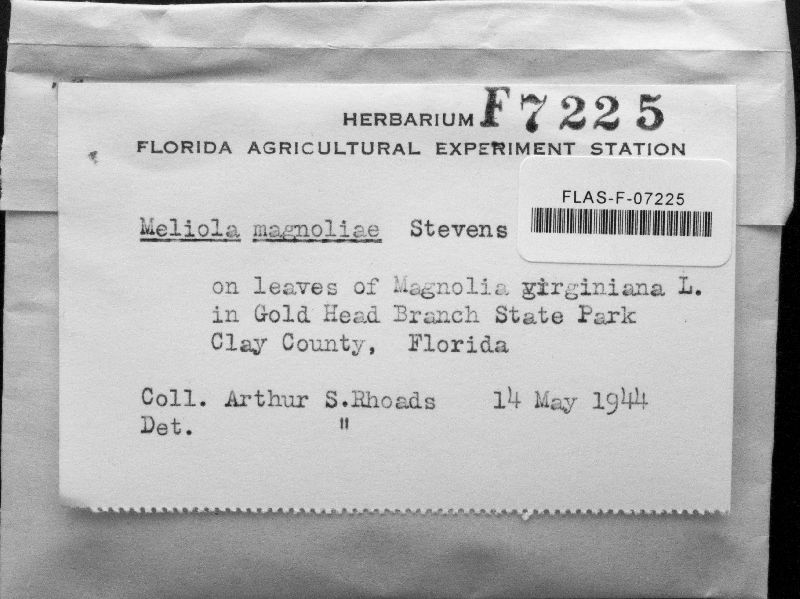 HERBARIUM F7225
FLORIDA AGRICULTURAL EXPERIMENT STATION
FLAS-F-07225
Meliola magnoliae Stevens
on leaves of Magnolia virginiana L.
in Gold Head Branch State Park
Clay County, Florida
Coll. Arthur S.Rhoads 14 May 1944
Det. "